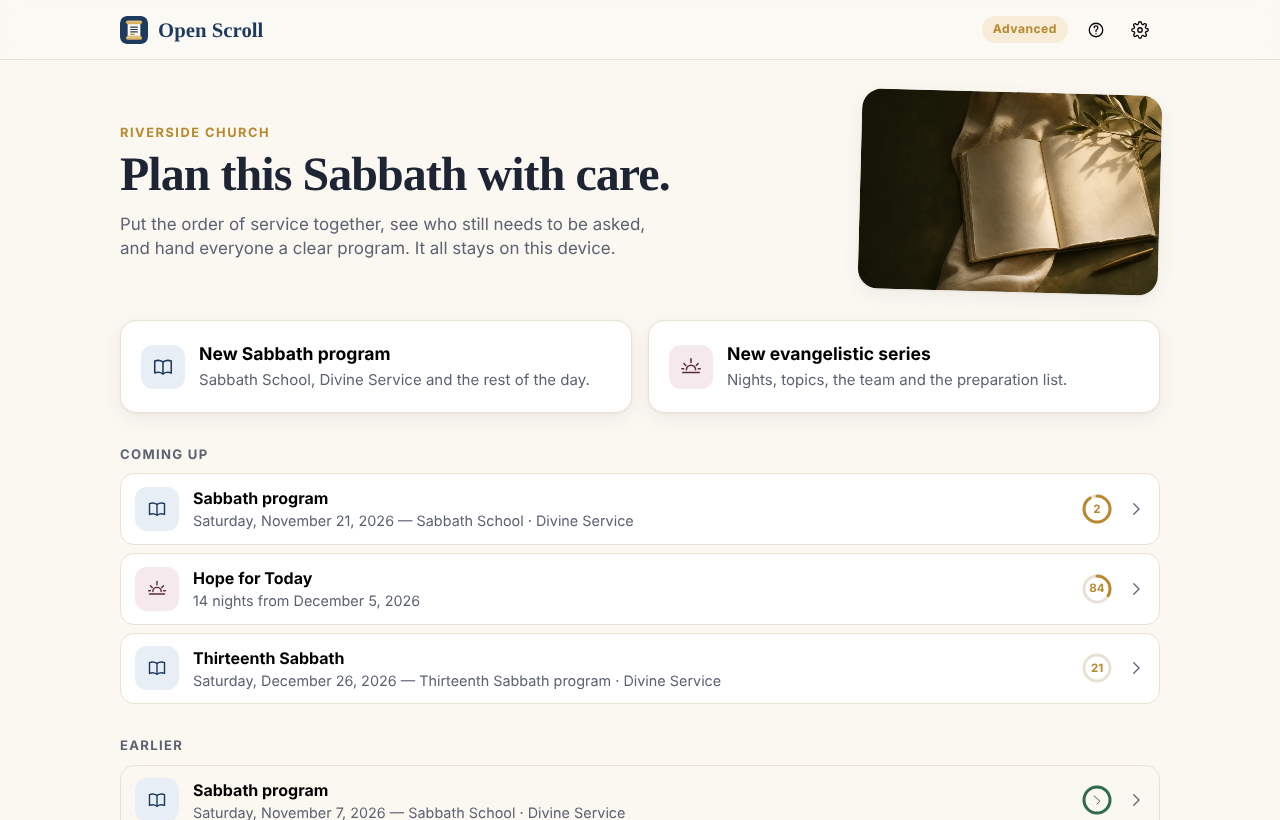 Open Scroll
Advanced
RIVERSIDE CHURCH
Plan this Sabbath with care.
Put the order of service together, see who still needs to be asked,
and hand everyone a clear program. It all stays on this device.
New Sabbath program
Sabbath School, Divine Service and the rest of the day.
New evangelistic series
Nights, topics, the team and the preparation list.
COMING UP
Sabbath program
Saturday, November 21, 2026 — Sabbath School · Divine Service
2
Hope for Today
14 nights from December 5, 2026
84
Thirteenth Sabbath
Saturday, December 26, 2026 — Thirteenth Sabbath program · Divine Service
21
EARLIER
Sabbath program
Saturday, November 7, 2026 — Sabbath School · Divine Service